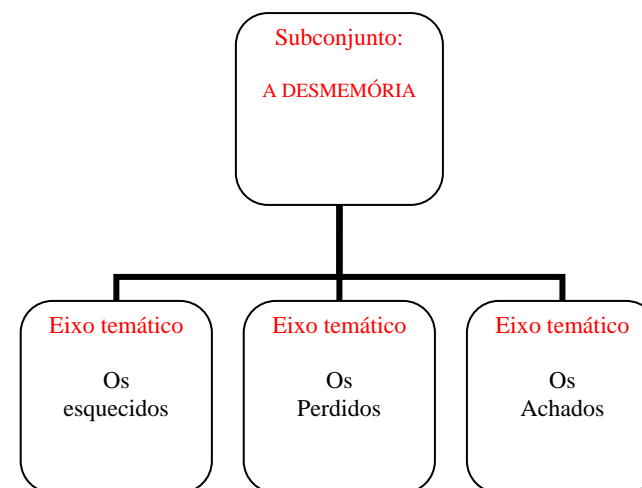 Subconjunto:
A DESMEMÓRIA
Eixo temático
Os
esquecidos
Eixo temático
Os
Perdidos
Eixo temático
Os
Achados